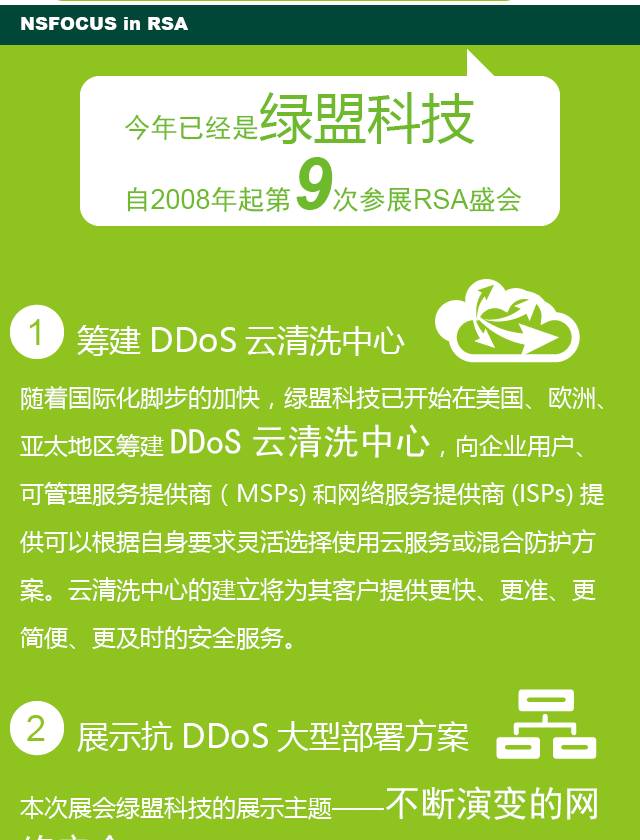 NSFOCUS in RSA
今年已经是绿盟科技
自2008年起第9次参展RSA盛会
1 筹建 DDoS 云清洗中心
随着国际化脚步的加快，绿盟科技已开始在美国、欧洲、
亚太地区筹建 DDoS 云清洗中心，向企业用户、
可管理服务提供商（MSPs) 和网络服务提供商 (ISPs) 提
供可以根据自身要求灵活选择使用云服务或混合防护方
案。云清洗中心的建立将为其客户提供更快、更准、更
简便、更及时的安全服务。
2 展示抗 DDoS 大型部署方案
本次展会绿盟科技的展示主题——不断演变的网